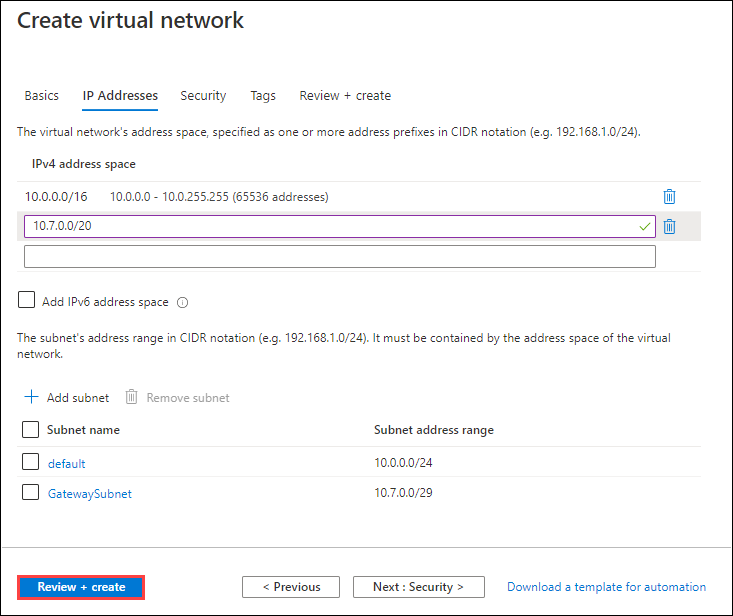 Create virtual network
Basics IP Addresses Security Tags Review + create
The virtual network's address space, specified as one or more address prefixes in CIDR notation (e.g. 192.168.1.0/24).
IPv4 address space
10.0.0.0/16 10.0.0.0 - 10.0.255.255 (65536 addresses)
10.7.0.0/20
Add IPv6 address space
The subnet's address range in CIDR notation (e.g. 192.168.1.0/24). It must be contained by the address space of the virtual
network.
Add subnet Remove subnet
Subnet name Subnet address range
default 10.0.0.0/24
GatewaySubnet 10.7.0.0/29
Review + create < Previous Next : Security > Download a template for automation